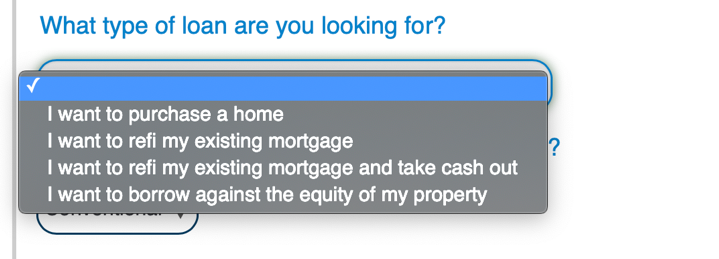 What type of loan are you looking for?
✓
I want to purchase a home
I want to refi my existing mortgage
?
I want to refi my existing mortgage and take cash out
I want to borrow against the equity of my property